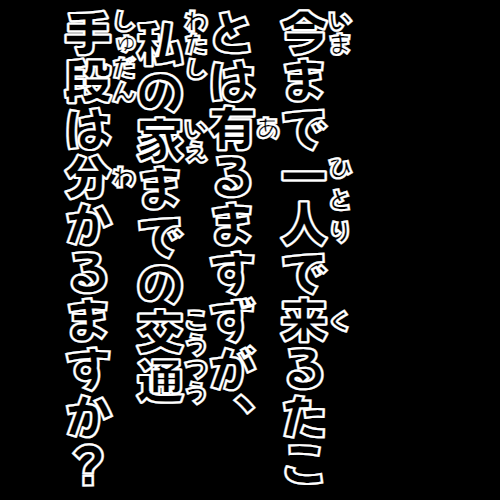 今まで一人で来るたこ
とは有るますずが、
私の家までの交通
手段は分かるますか？